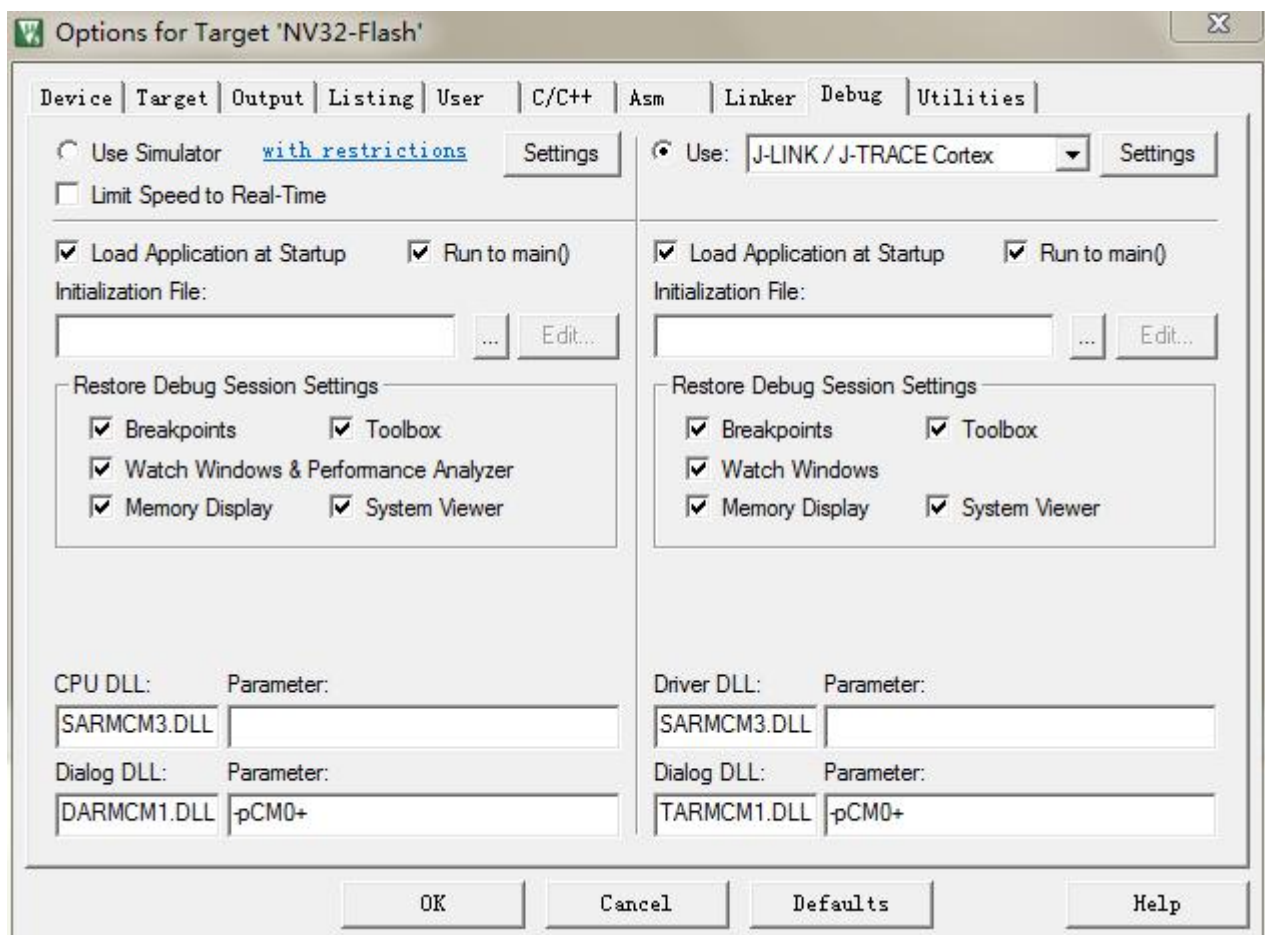 Options for Target 'NV32-Flash'
Device Target Output Listing User C/C++ Asm Linker Debug Utilities
Use Simulator with restrictions Settings
Use: J-LINK / J-TRACE Cortex Settings
Limit Speed to Real-Time
Load Application at Startup Run to main()
Load Application at Startup Run to main()
Initialization File:
Initialization File:
... Edit...
... Edit...
Restore Debug Session Settings
Restore Debug Session Settings
Breakpoints Toolbox
Breakpoints Toolbox
Watch Windows & Performance Analyzer
Watch Windows
Memory Display System Viewer
Memory Display System Viewer
CPU DLL: Parameter:
Driver DLL: Parameter:
SARMCM3.DLL
SARMCM3.DLL
Dialog DLL: Parameter:
Dialog DLL: Parameter:
DARMCM1.DLL -pCM0+
TARMCM1.DLL -pCM0+
OK Cancel Defaults Help